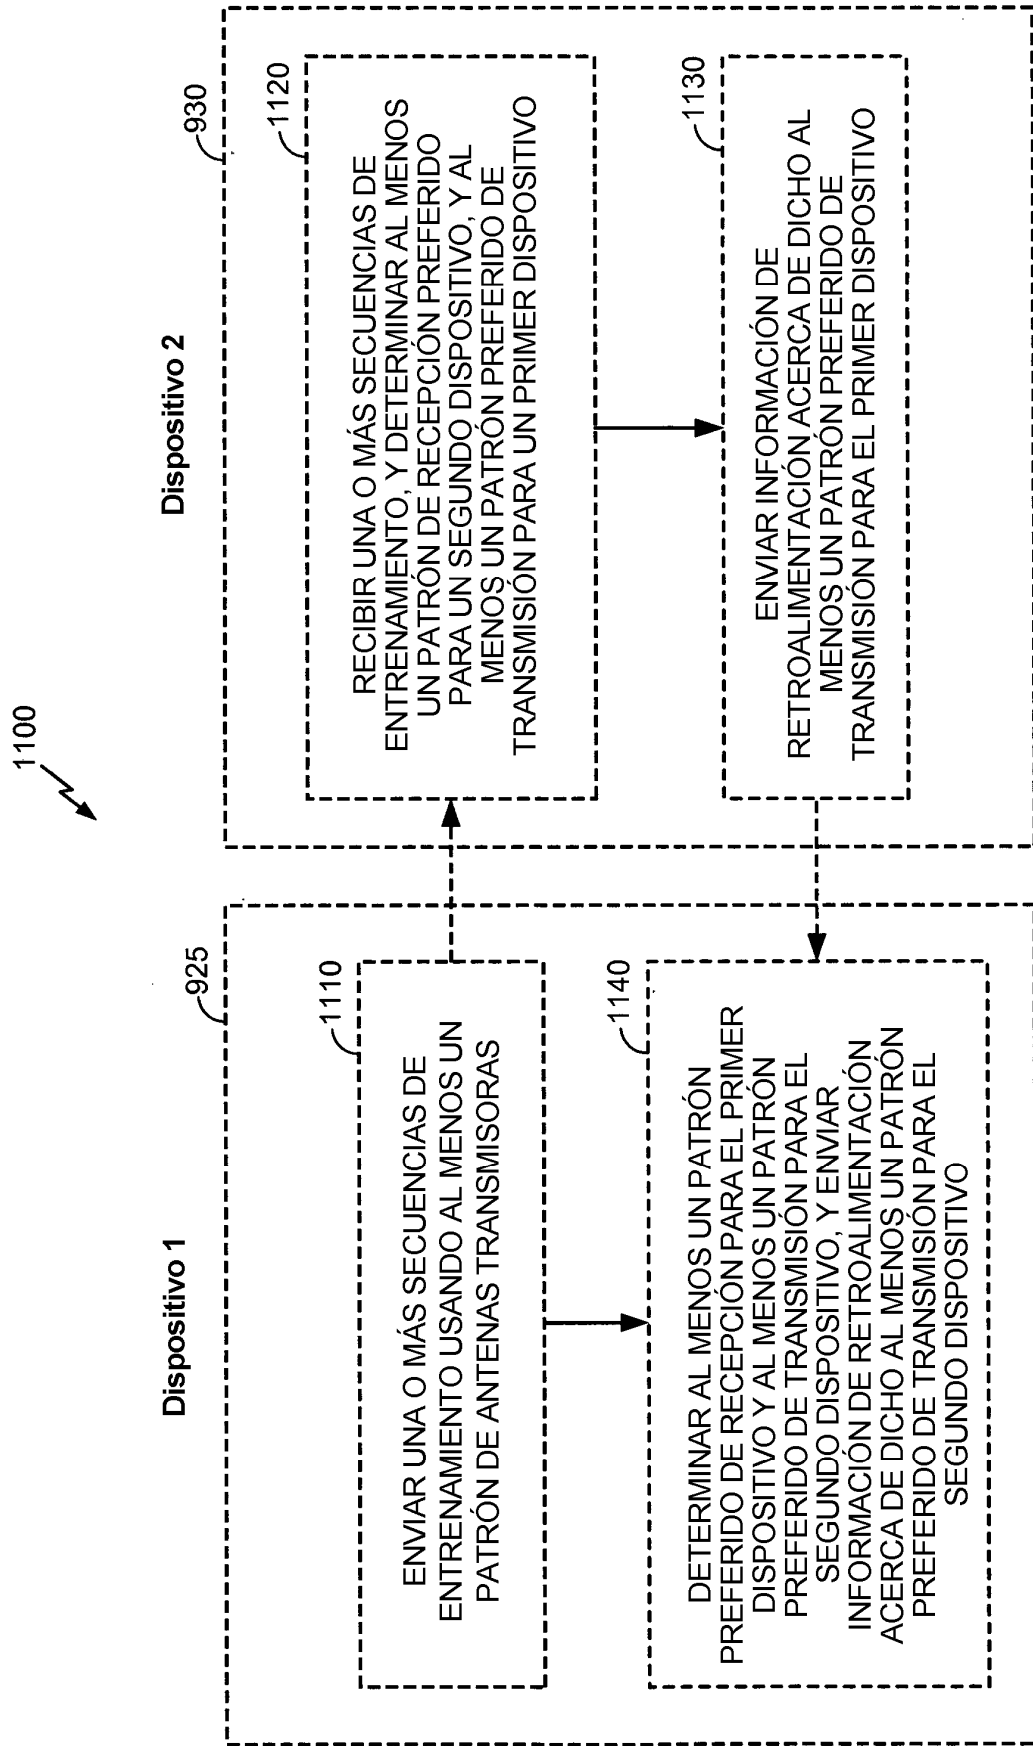 1100
Dispositivo 1
925
1110
ENVIAR UNA O MÁS SECUENCIAS DE
ENTRENAMIENTO USANDO AL MENOS UN
PATRÓN DE ANTENAS TRANSMISORAS
1140
DETERMINAR AL MENOS UN PATRÓN
PREFERIDO DE RECEPCIÓN PARA EL PRIMER
DISPOSITIVO Y AL MENOS UN PATRÓN
PREFERIDO DE TRANSMISIÓN PARA EL
SEGUNDO DISPOSITIVO, Y ENVIAR
INFORMACIÓN DE RETROALIMENTACIÓN
ACERCA DE DICHO AL MENOS UN PATRÓN
PREFERIDO DE TRANSMISIÓN PARA EL
SEGUNDO DISPOSITIVO
Dispositivo 2
930
1120
RECIBIR UNA O MÁS SECUENCIAS DE
ENTRENAMIENTO, Y DETERMINAR AL MENOS
UN PATRÓN DE RECEPCIÓN PREFERIDO
PARA UN SEGUNDO DISPOSITIVO, Y AL
MENOS UN PATRÓN PREFERIDO DE
TRANSMISIÓN PARA UN PRIMER DISPOSITIVO
1130
ENVIAR INFORMACIÓN DE
RETROALIMENTACIÓN ACERCA DE DICHO AL
MENOS UN PATRÓN PREFERIDO DE
TRANSMISIÓN PARA EL PRIMER DISPOSITIVO